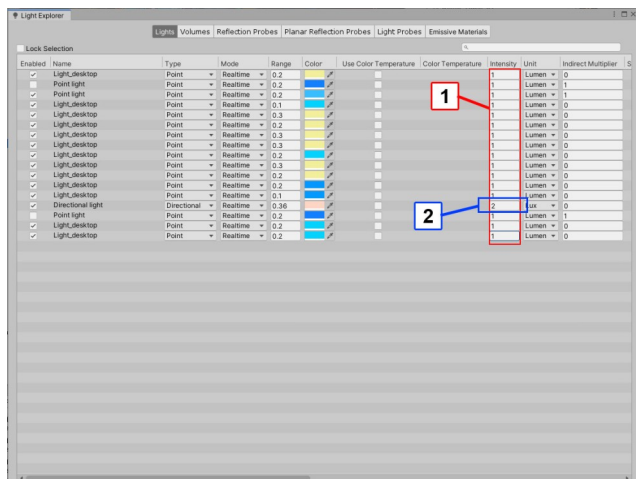 Light Explorer
Lights Volumes Reflection Probes Planar Reflection Probes Light Probes Emissive Materials
Lock Selection
Enabled Name Type Mode Range Color Use Color Temperature Color Temperature Intensity Unit Indirect Multiplier S
Light_desktop Point Realtime 0.2 1 Lumen 0
Point light Point Realtime 0.2 1 Lumen 1
Point light Point Realtime 0.2 1 Lumen 1
Light_desktop Point Realtime 0.1 1 Lumen 0
Light_desktop Point Realtime 0.3 1 Lumen 0
Light_desktop Point Realtime 0.2 1 Lumen 0
Light_desktop Point Realtime 0.3 1 Lumen 0
Light_desktop Point Realtime 0.3 1 Lumen 0
Light_desktop Point Realtime 0.2 1 Lumen 0
Light_desktop Point Realtime 0.3 1 Lumen 0
Light_desktop Point Realtime 0.2 1 Lumen 0
Light_desktop Point Realtime 0.2 1 Lumen 0
Light_desktop Point Realtime 0.1 1 Lumen 0
Directional light Directional Realtime 0.36 2 Lux 0
Point light Point Realtime 0.2 1 Lumen 1
Light_desktop Point Realtime 0.2 1 Lumen 0
Light_desktop Point Realtime 0.2 1 Lumen 0
1
2